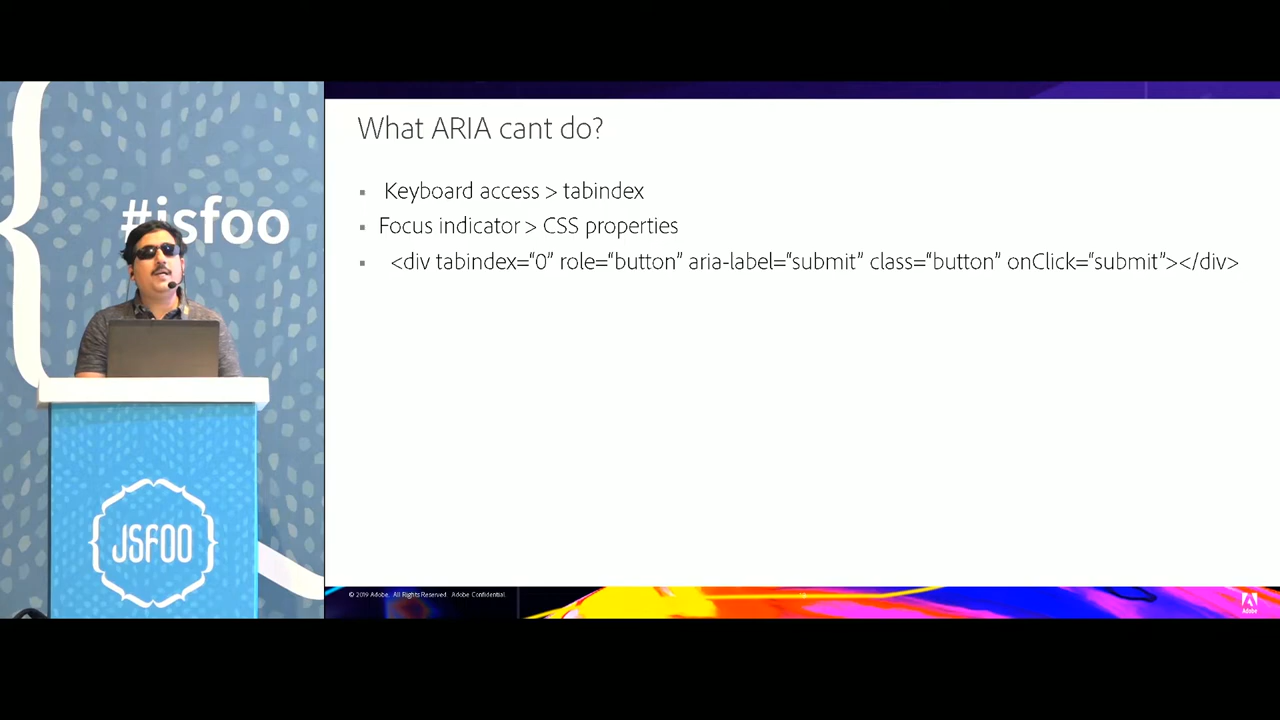 #jsfoo
JSFOO
What ARIA cant do?
Keyboard access > tabindex
Focus indicator > CSS properties
<div tabindex=“0” role=“button” aria-label=“submit” class=“button” onClick=“submit”></div>
© 2019 Adobe. All Rights Reserved. Adobe Confidential.
Adobe